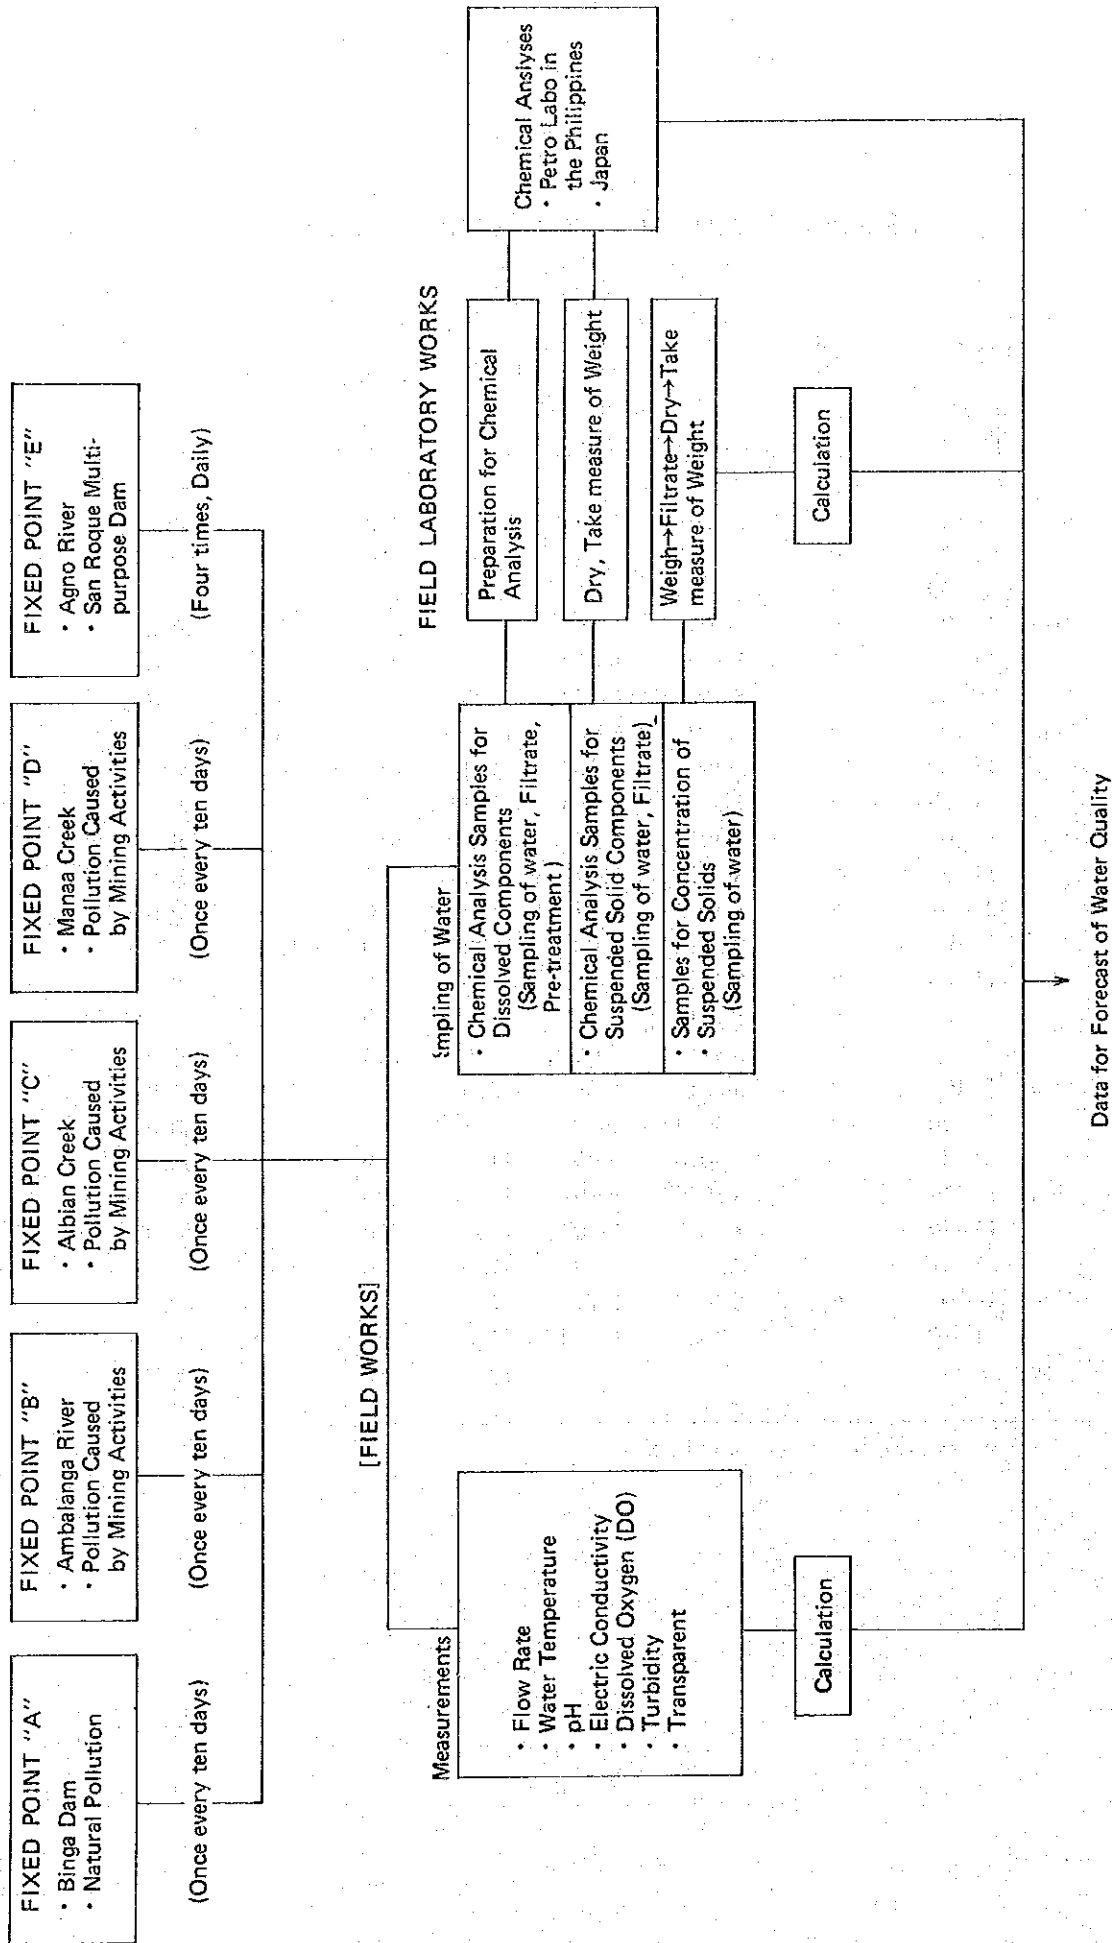 FIXED POINT "A"
· Binga Dam
· Natural Pollution
(Once every ten days)
FIXED POINT "B"
· Ambalanga River
· Pollution Caused
by Mining Activities
(Once every ten days)
FIXED POINT "C"
· Albian Creek
· Pollution Caused
by Mining Activities
(Once every ten days)
FIXED POINT "D"
· Manaa Creek
· Pollution Caused
by Mining Activities
(Once every ten days)
FIXED POINT "E"
· Agno River
· San Roque Multi-
purpose Dam
(Four times, Daily)
[FIELD WORKS]
Measurements
· Flow Rate
· Water Temperature
· pH
· Electric Conductivity
· Dissolved Oxygen (DO)
· Turbidity
· Transparent
Calculation
mpling of Water
· Chemical Analysis Samples for
Dissolved Components
(Sampling of water, Filtrate,
Pre-treatment)
· Chemical Analysis Samples for
Suspended Solid Components
(Sampling of water, Filtrate)
· Samples for Concentration of
· Suspended Solids
(Sampling of water)
FIELD LABORATORY WORKS
Preparation for Chemical
Analysis
Dry, Take measure of Weight
Weigh→Filtrate→Dry→Take
measure of Weight
Calculation
Chemical Ansiyses
· Petro Labo in
the Philippines
· Japan
Data for Forecast of Water Quality